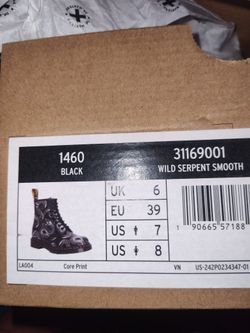 1460
BLACK
31169001
WILD SERPENT SMOOTH
UK 6
EU 39
US 7
US 8
1 90665 57188
LA004 Core Print VN US-242P0234347-01